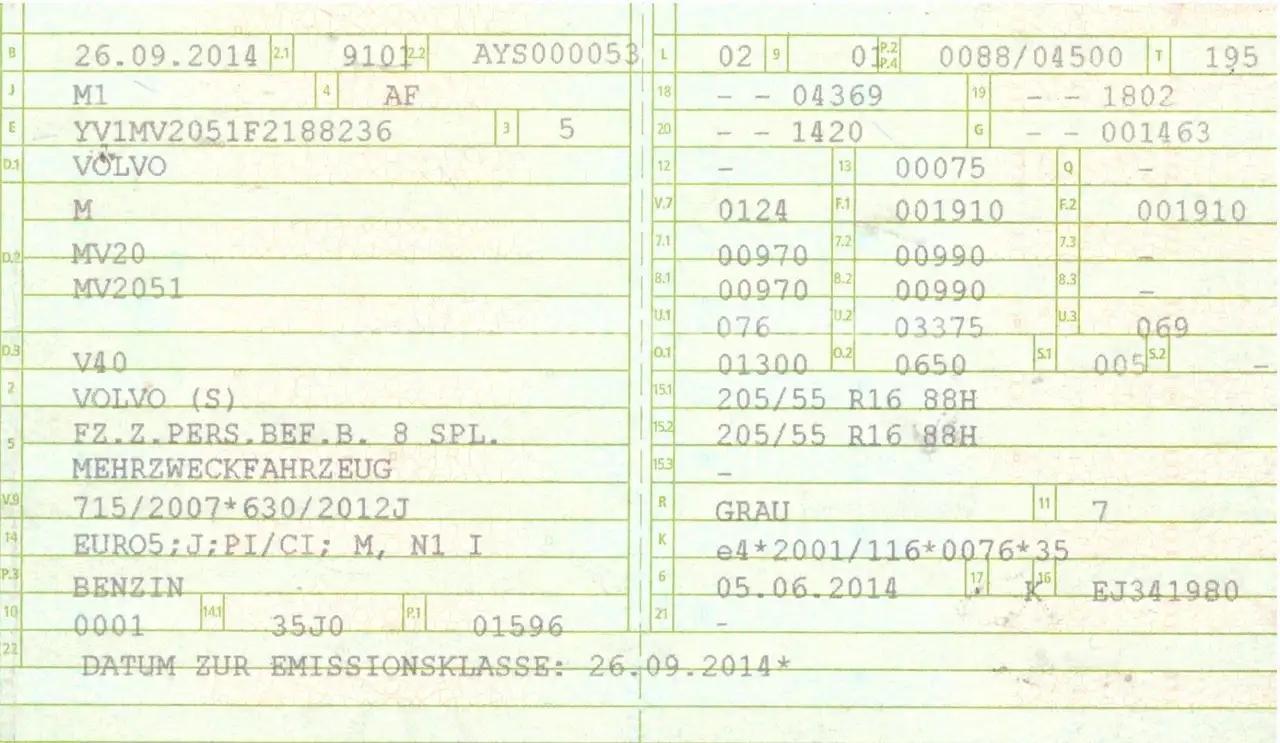 B 26.09.2014 2.1 9101 2.2 AYS000053
J M1 4 AF
E YV1MV2051F2188236 3 5
D.1 VOLVO
M
D.2 MV20
MV2051
D.3 V40
2 VOLVO (S)
5 FZ.Z.PERS.BEF.B. 8 SPL.
MEHRZWECKFAHRZEUG
V.9 715/2007*630/2012J
14 EURO5;J;PI/CI; M, N1 I
P.3 BENZIN
10 0001 14.1 35J0 P.1 01596
22 DATUM ZUR EMISSIONSKLASSE: 26.09.2014*
L 02 9 01 P.2 P.4 0088/04500 T 195
18 - - 04369 19 - - 1802
20 - - 1420 G - - 001463
12 - 13 00075 Q -
V.7 0124 F.1 001910 F.2 001910
7.1 00970 7.2 00990 7.3 -
8.1 00970 8.2 00990 8.3 -
U.1 076 U.2 03375 U.3 069
O.1 01300 O.2 0650 S.1 005 S.2 -
15.1 205/55 R16 88H
15.2 205/55 R16 88H
15.3 -
R GRAU 11 7
K e4*2001/116*0076*35
6 05.06.2014 17 K 16 EJ341980
21 -